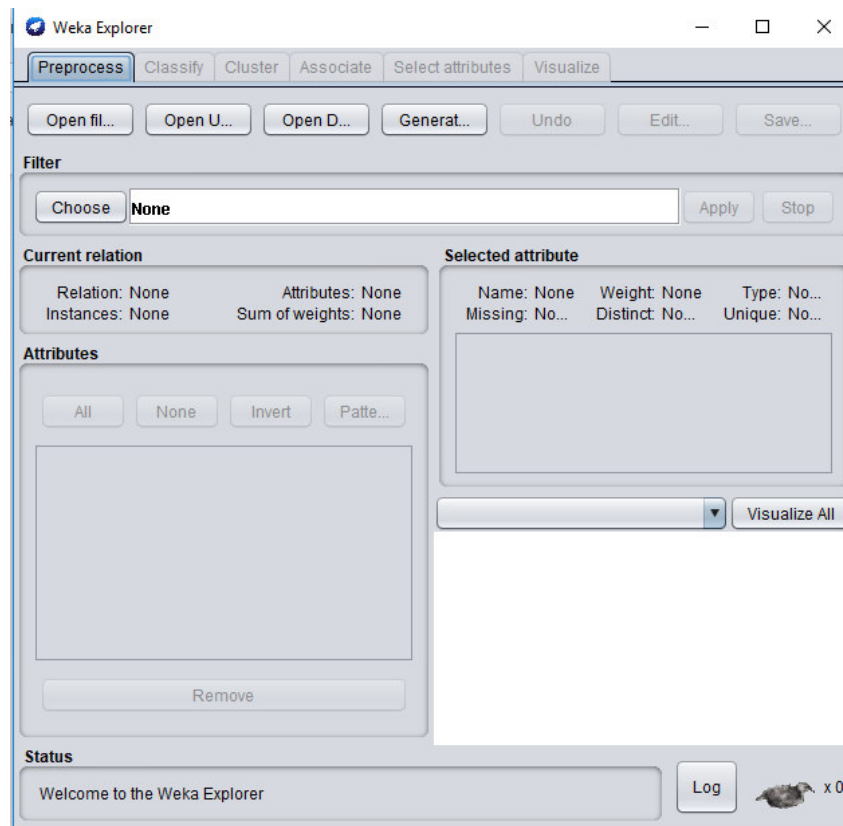 Weka Explorer
Preprocess Classify Cluster Associate Select attributes Visualize
Open fil... Open U... Open D... Generat... Undo Edit... Save...
Filter
Choose None Apply Stop
Current relation
Relation: None Attributes: None
Instances: None Sum of weights: None
Selected attribute
Name: None Weight: None Type: No...
Missing: No... Distinct: No... Unique: No...
Attributes
All None Invert Patte...
Remove
Visualize All
Status
Welcome to the Weka Explorer
Log x 0